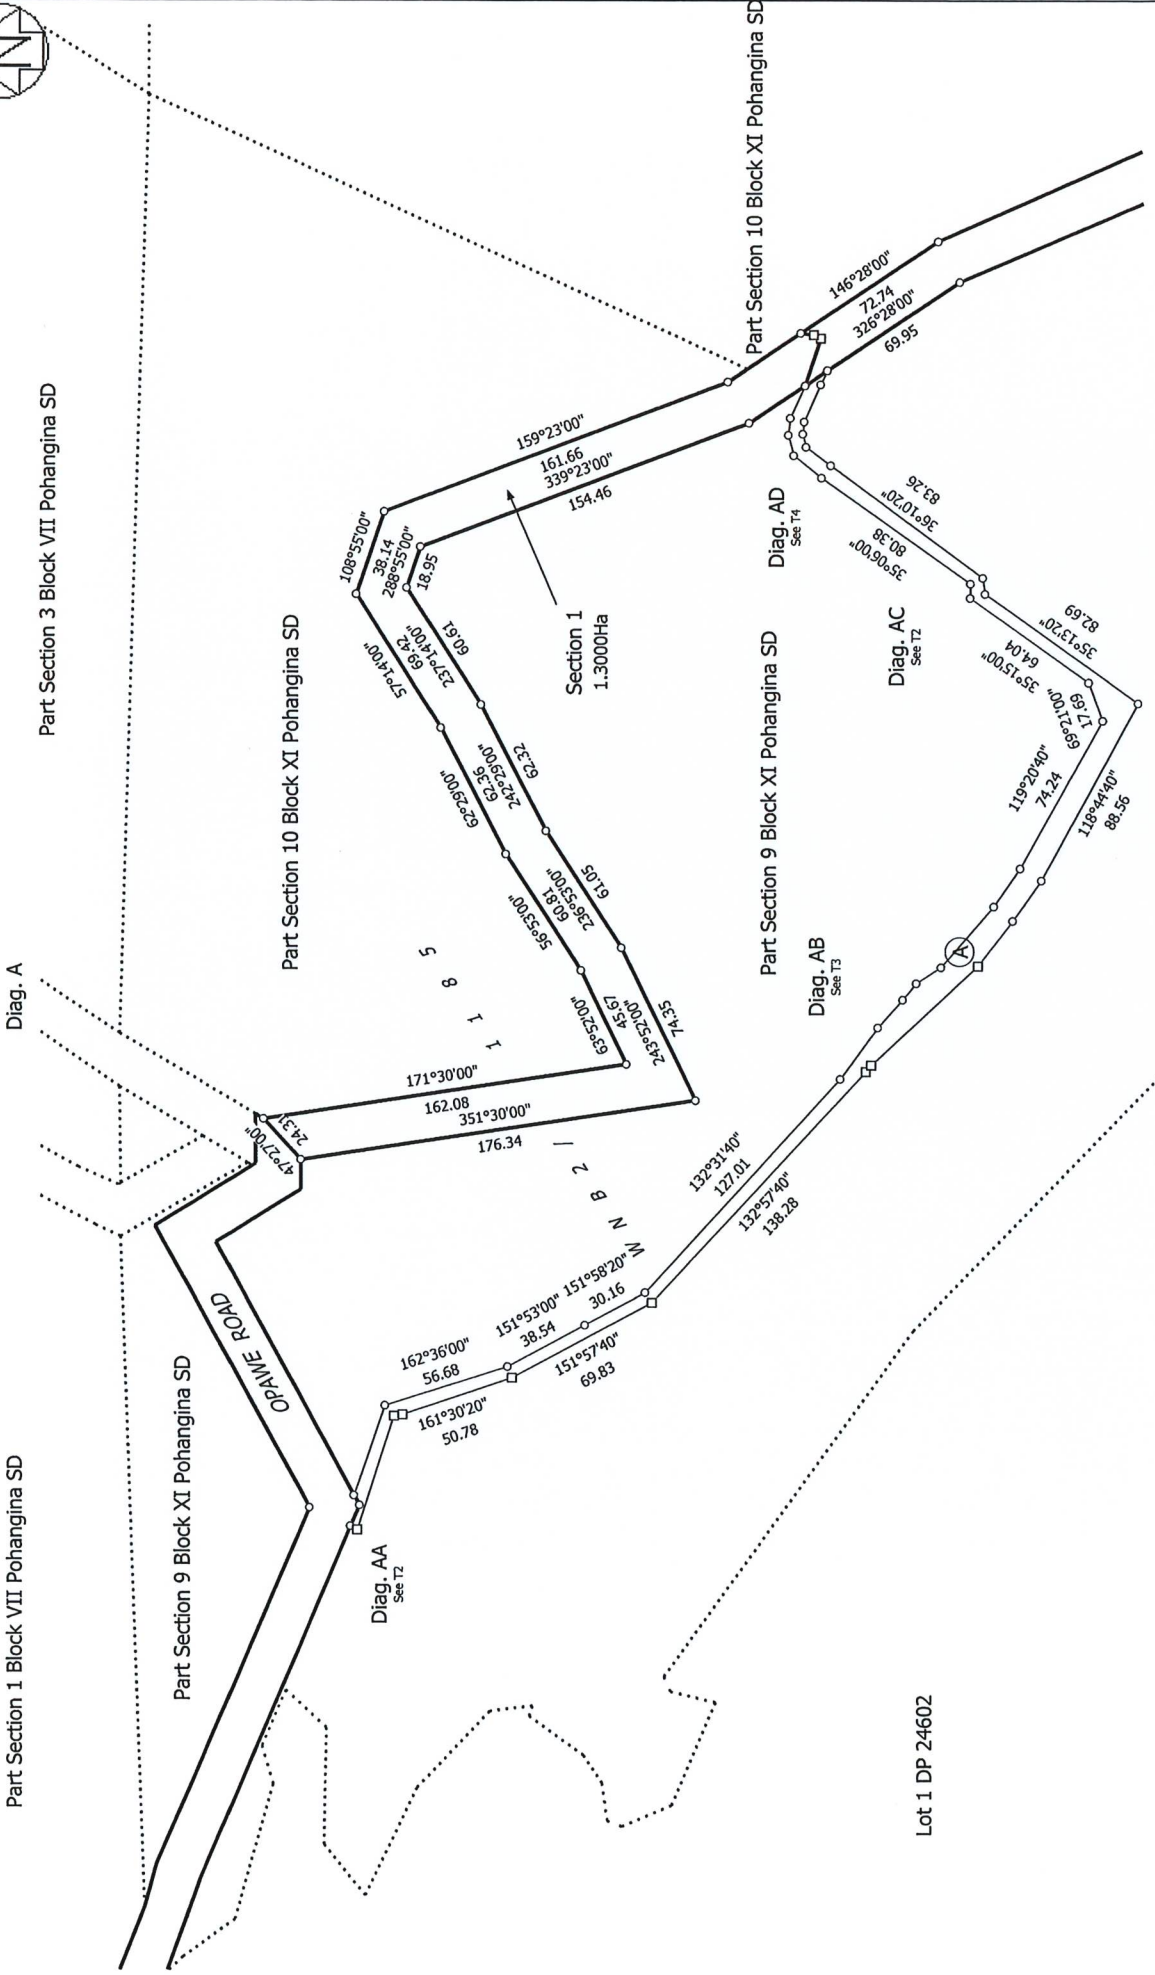 N
Part Section 1 Block VII Pohangina SD
Diag. A
Part Section 3 Block VII Pohangina SD
Part Section 9 Block XI Pohangina SD
OPAWE ROAD
Part Section 10 Block XI Pohangina SD
47°27'00"
24.31
171°30'00"
162.08
351°30'00"
176.34
WNB2/
1185
63°52'00"
45.67
243°52'00"
74.35
56°53'00"
60.81
236°53'00"
61.05
62°29'00"
62.36
242°29'00"
62.32
57°14'00"
69.42
237°14'00"
60.61
108°55'00"
38.14
288°55'00"
18.95
159°23'00"
161.66
339°23'00"
154.46
Section 1
1.3000Ha
Part Section 10 Block XI Pohangina SD
146°28'00"
72.74
326°28'00"
69.95
Diag. AA
See T2
162°36'00"
56.68
161°30'20"
50.78
151°53'00"
38.54
151°58'20"
30.16
151°57'40"
69.83
132°31'40"
127.01
132°57'40"
138.28
Part Section 9 Block XI Pohangina SD
Diag. AB
See T3
A
119°20'40"
74.24
118°44'40"
88.56
69°21'00"
17.69
35°15'00"
64.04
35°13'20"
82.69
Diag. AC
See T2
35°06'00"
80.38
36°10'20"
83.26
Diag. AD
See T4
Lot 1 DP 24602